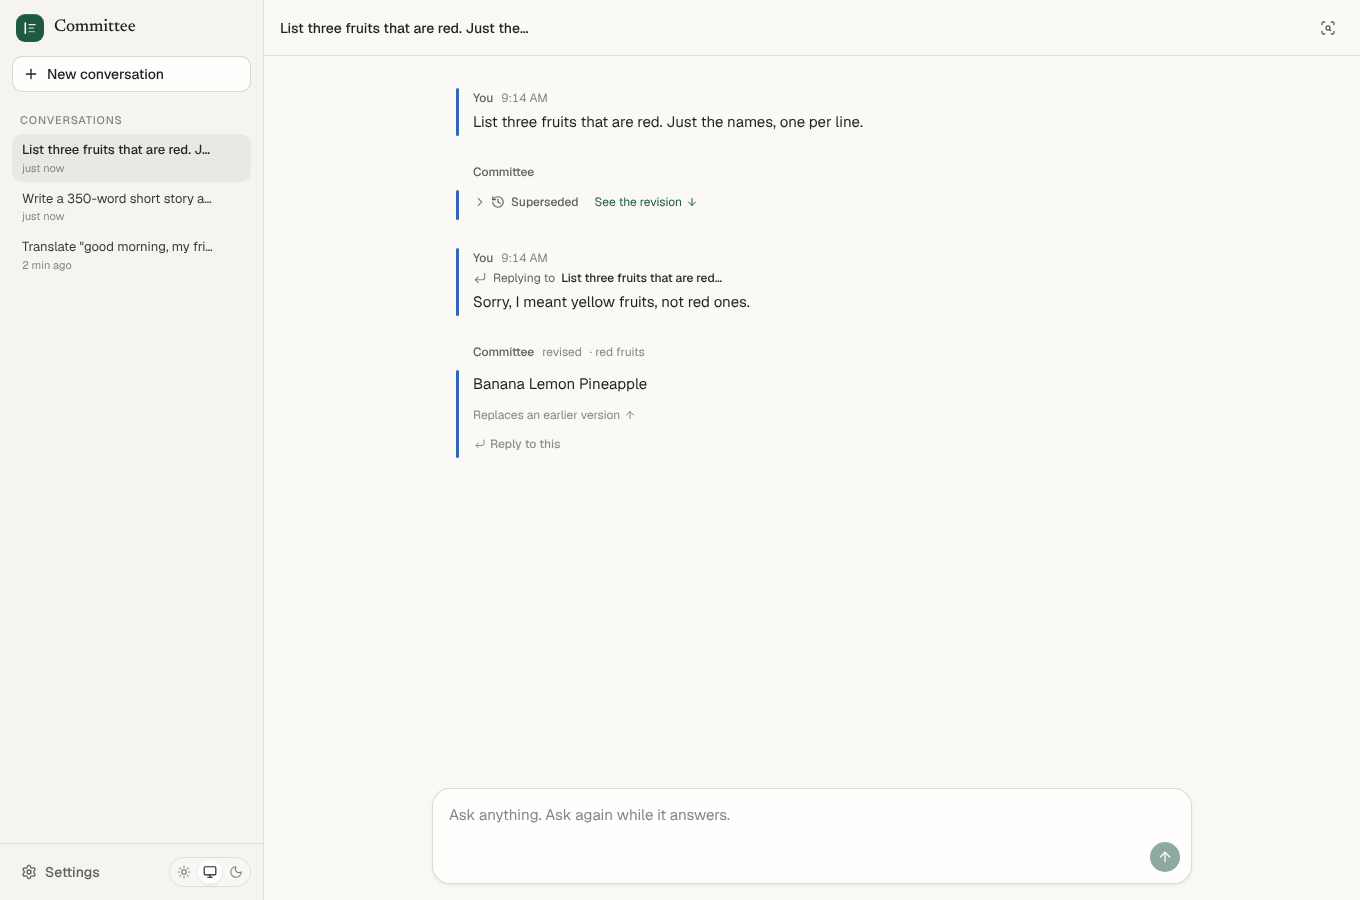 Committee
New conversation
CONVERSATIONS
List three fruits that are red. J...
just now
Write a 350-word short story a...
just now
Translate "good morning, my fri...
2 min ago
Settings
List three fruits that are red. Just the...
You 9:14 AM
List three fruits that are red. Just the names, one per line.
Committee
Superseded See the revision ↓
You 9:14 AM
Replying to List three fruits that are red...
Sorry, I meant yellow fruits, not red ones.
Committee revised · red fruits
Banana Lemon Pineapple
Replaces an earlier version ↑
Reply to this
Ask anything. Ask again while it answers.